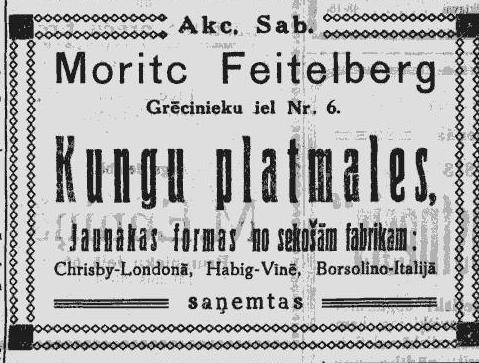 Akc. Sab.
Moritc Feitelberg
Grēcinieku iel Nr. 6.
Kungu platmales,
Jaunākas formas no sekošām fabrikam:
Chrisby-Londonā, Habig-Vinē, Borsolino-Italijā
saņemtas